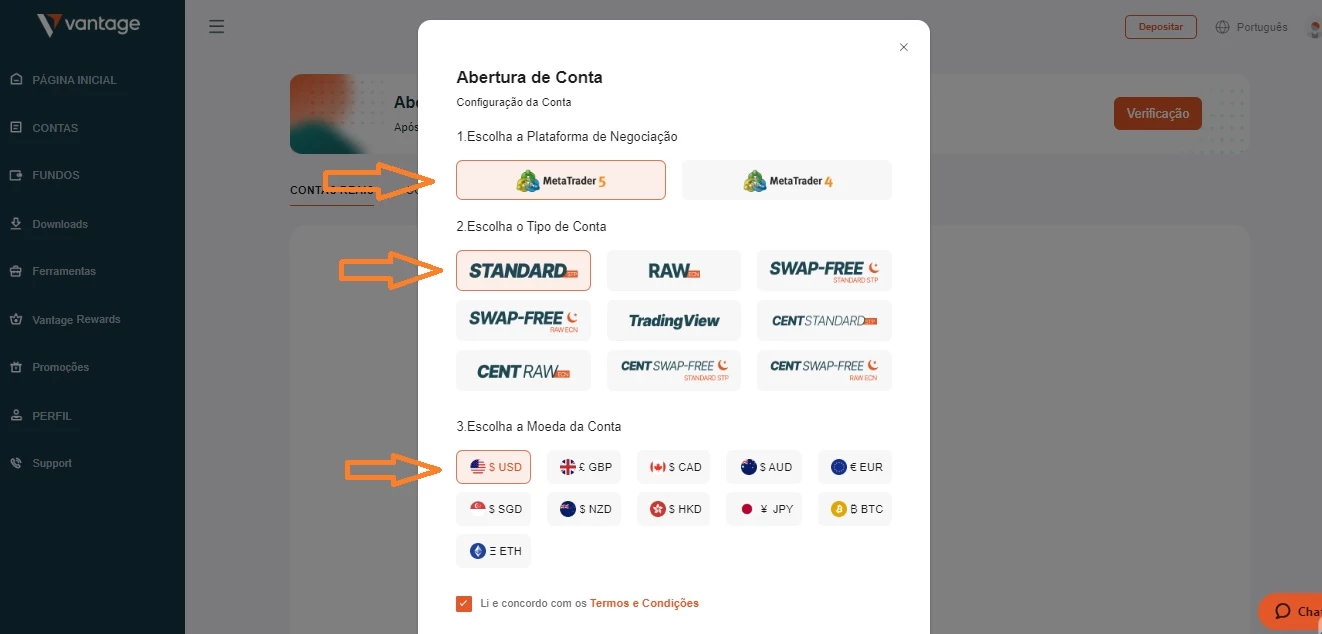 vantage
Depositar
Português
PÁGINA INICIAL
CONTAS
FUNDOS
Downloads
Ferramentas
Vantage Rewards
Promoções
PERFIL
Support
Após
Verificação
CONTAS REAIS
Abertura de Conta
Configuração da Conta
1.Escolha a Plataforma de Negociação
MetaTrader 5
MetaTrader 4
2.Escolha o Tipo de Conta
STANDARD STP
RAW ECN
SWAP-FREE
STANDARD STP
SWAP-FREE
RAW ECN
TradingView
CENT STANDARD STP
CENT RAW ECN
CENT SWAP-FREE
STANDARD STP
CENT SWAP-FREE
RAW ECN
3.Escolha a Moeda da Conta
$ USD
£ GBP
$ CAD
$ AUD
€ EUR
$ SGD
$ NZD
$ HKD
¥ JPY
₿ BTC
Ξ ETH
Li e concordo com os Termos e Condições